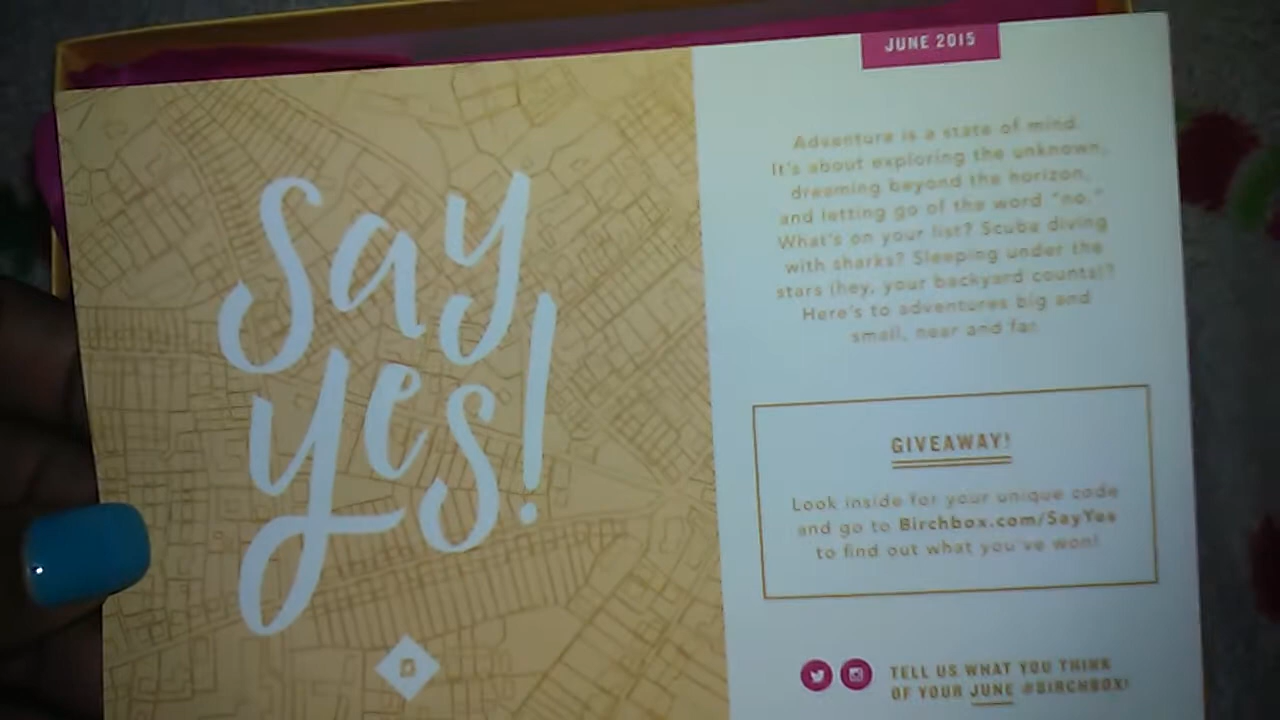 say
yes!
JUNE 2015
Adventure is a state of mind.
It's about exploring the unknown,
dreaming beyond the horizon,
and letting go of the word "no."
What's on your list? Scuba diving
with sharks? Sleeping under the
stars (hey, your backyard counts)?
Here's to adventures big and
small, near and far.
GIVEAWAY!
Look inside for your unique code
and go to Birchbox.com/SayYes
to find out what you've won!
TELL US WHAT YOU THINK
OF YOUR JUNE #BIRCHBOX!